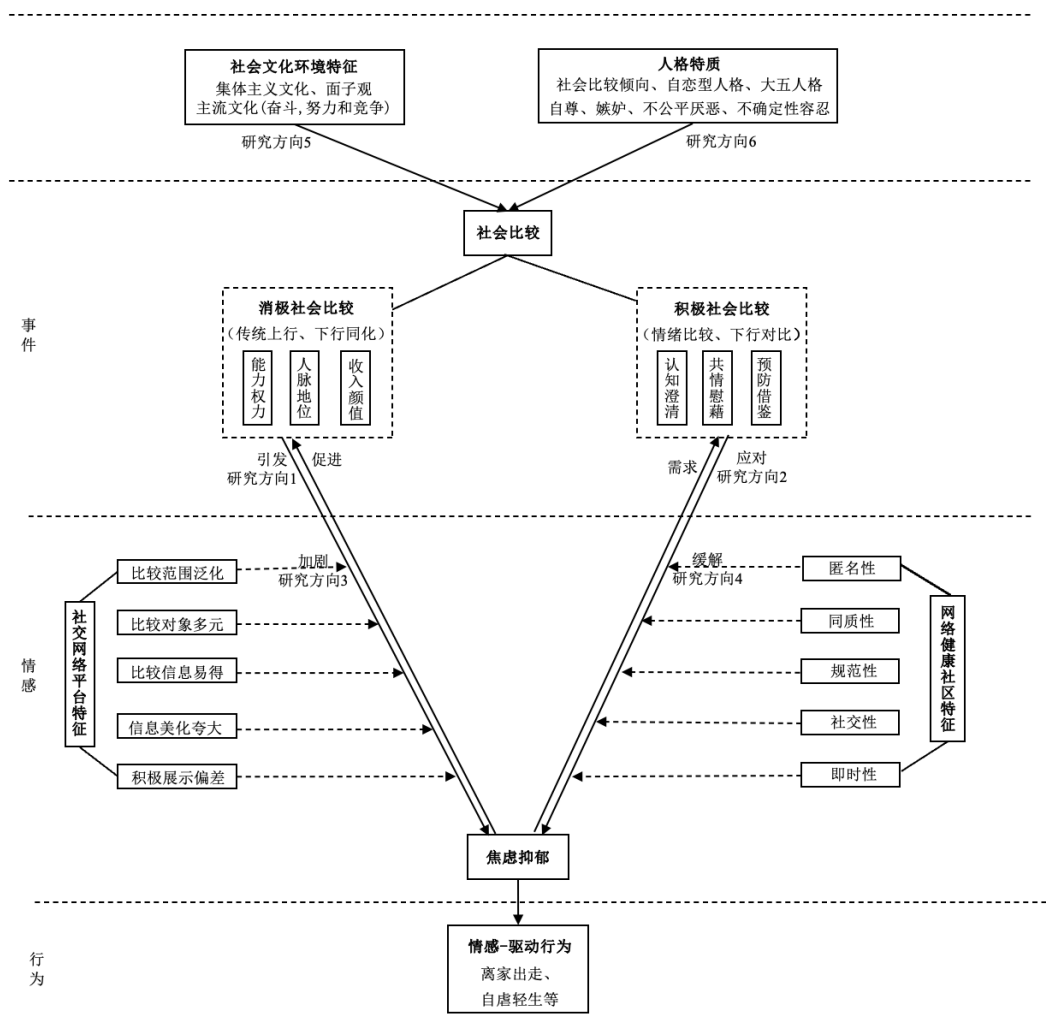 社会文化环境特征
集体主义文化、面子观
主流文化(奋斗,努力和竞争)
人格特质
社会比较倾向、自恋型人格、大五人格
自尊、嫉妒、不公平厌恶、不确定性容忍
研究方向5
研究方向6
社会比较
事件
消极社会比较
（传统上行、下行同化）
能力权力
人脉地位
收入颜值
积极社会比较
（情绪比较、下行对比）
认知澄清
共情慰藉
预防借鉴
引发
促进
研究方向1
需求
应对
研究方向2
情感
社交网络平台特征
比较范围泛化
比较对象多元
比较信息易得
信息美化夸大
积极展示偏差
加剧
研究方向3
缓解
研究方向4
匿名性
同质性
规范性
社交性
即时性
网络健康社区特征
焦虑抑郁
行为
情感-驱动行为
离家出走、
自虐轻生等